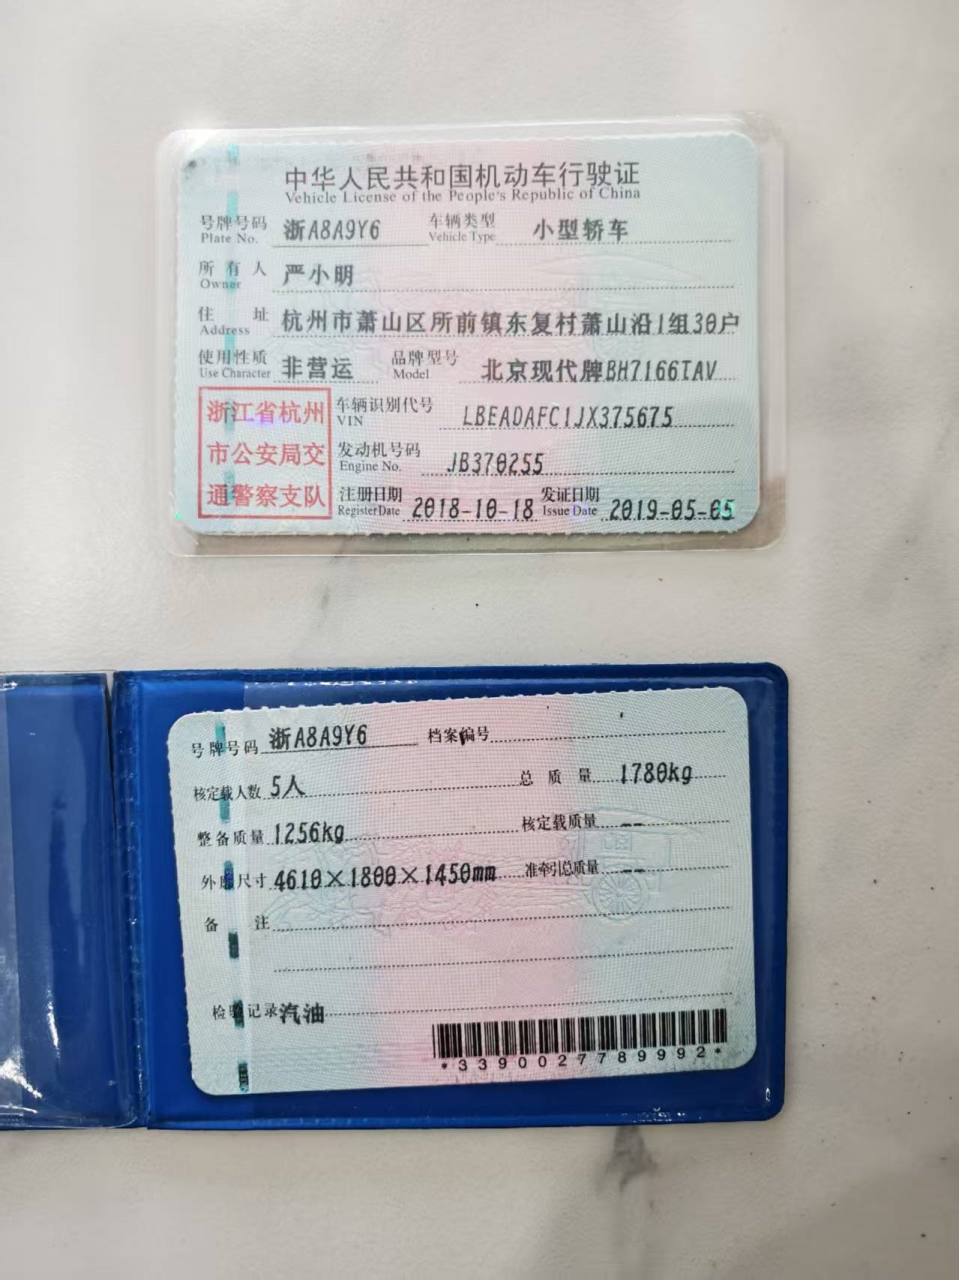 中华人民共和国机动车行驶证
Vehicle License of the People's Republic of China
号牌号码 浙A8A9Y6 车辆类型 小型轿车
Plate No. Vehicle Type
所有人 严小明
Owner
住址 杭州市萧山区所前镇东复村萧山沿1组30户
Address
使用性质 非营运 品牌型号 北京现代牌BH7166TAV
Use Character Model
浙江省杭州
市公安局交
通警察支队
车辆识别代号 LBEADAFC1JX375675
VIN
发动机号码 JB370255
Engine No.
注册日期 2018-10-18 发证日期 2019-05-05
Register Date Issue Date
号牌号码 浙A8A9Y6 档案编号
核定载人数 5人 总质量 1780kg
整备质量 1256kg 核定载质量 --
外廓尺寸 4610×1800×1450mm 准牵引总质量 --
备注
检验记录 汽油
*3390027789992*